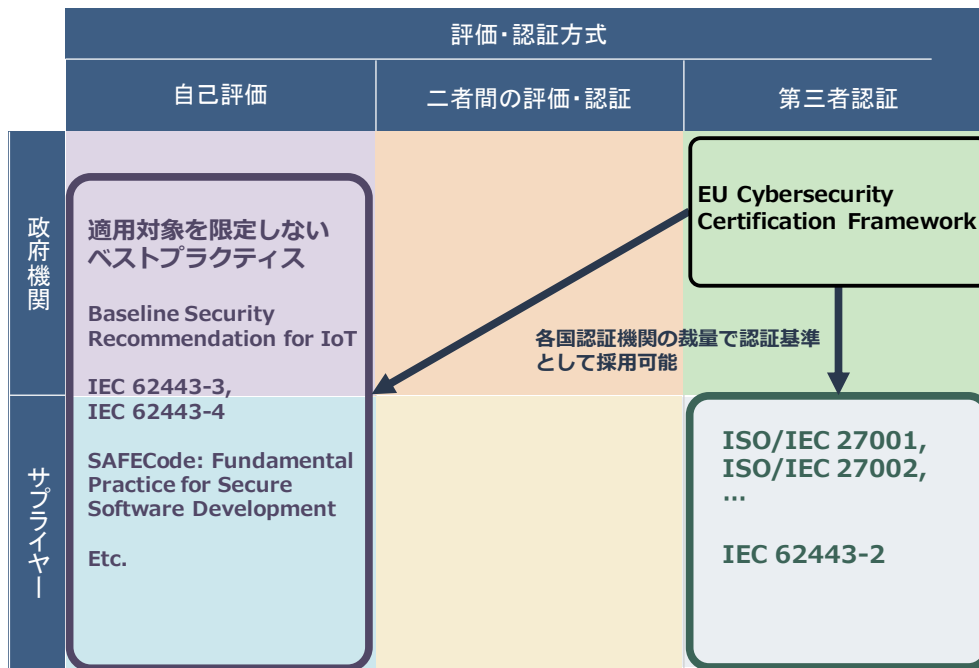 評価・認証方式
自己評価
二者間の評価・認証
第三者認証
政府機関
適用対象を限定しない
ベストプラクティス
Baseline Security
Recommendation for IoT
IEC 62443-3,
IEC 62443-4
SAFECode: Fundamental
Practice for Secure
Software Development
Etc.
EU Cybersecurity
Certification Framework
各国認証機関の裁量で認証基準
として採用可能
サプライヤー
ISO/IEC 27001,
ISO/IEC 27002,
…
IEC 62443-2